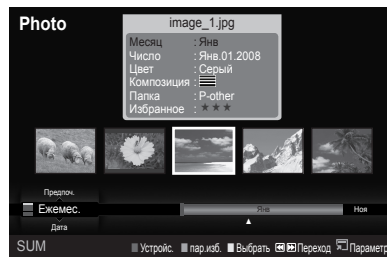 Photo
image_1.jpg
Месяц : Янв
Число : Янв.01.2008
Цвет : Серый
Композиция :
Папка : P-other
Избранное : ★★★
Предпоч.
Ежемес.
Янв
Ноя
Дата
SUM
Устройс. пар.изб. Выбрать Переход Параметр